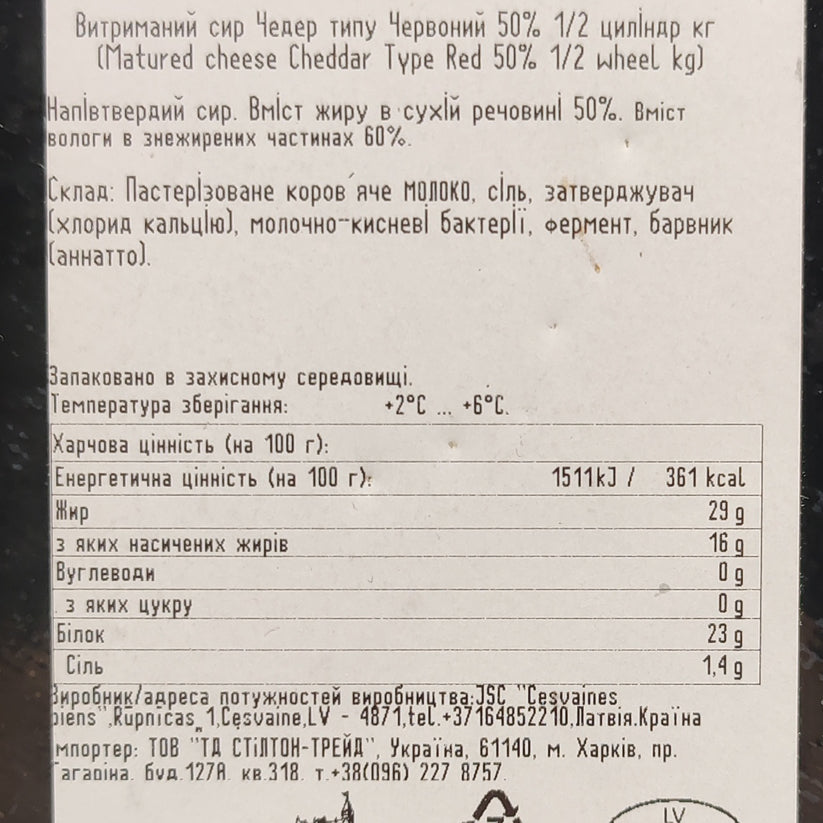 Витриманий сир Чедер типу Червоний 50% 1/2 циліндр кг
(Matured cheese Cheddar Type Red 50% 1/2 wheel kg)
Напівтвердий сир. Вміст жиру в сухій речовині 50%. Вміст
вологи в знежирених частинах 60%.
Склад: Пастерізоване коров´яче МОЛОКО, сіль, затверджувач
(хлорид кальцію), молочно-кисневі бактерії, фермент, барвник
(аннатто).
Запаковано в захисному середовищі.
Температура зберігання: +2°C ... +6°C.
Харчова цінність (на 100 г):
Енергетична цінність (на 100 г): 1511kJ / 361 kcal
Жир 29 g
з яких насичених жирів 16 g
Вуглеводи 0 g
з яких цукру 0 g
Білок 23 g
Сіль 1,4 g
Виробник/адреса потужностей виробництва:JSC "Cesvaines
piens",Rūpnicas 1,Cesvaine,LV - 4871,tel.+37164852210,Латвія.Країна
мпортер: ТОВ "ТД СТІЛТОН-ТРЕЙД", Україна, 61140, м. Харків, пр.
Гагаріна. буд.127А. кв.318. т.+38(096) 227 8757.
LV